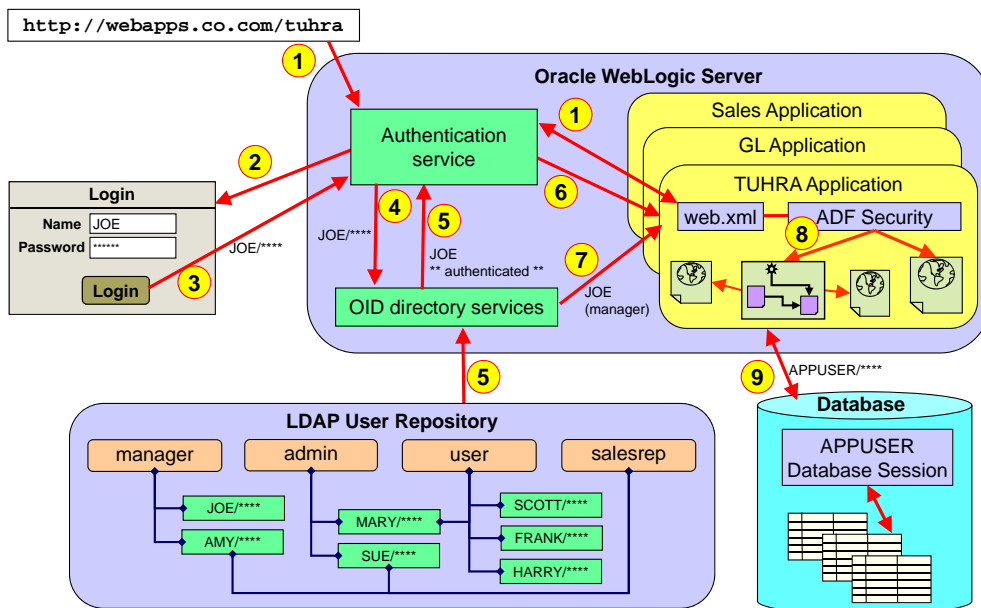 http://webapps.co.com/tuhra
1
Oracle WebLogic Server
Sales Application
GL Application
TUHRA Application
1
Authentication
service
2
6
web.xml
ADF Security
Login
Name JOE
Password ******
Login
3
JOE/****
4
5
JOE/****
JOE
** authenticated **
7
8
JOE
(manager)
OID directory services
5
9
APPUSER/****
LDAP User Repository
manager
admin
user
salesrep
JOE/****
AMY/****
MARY/****
SUE/****
SCOTT/****
FRANK/****
HARRY/****
Database
APPUSER
Database Session